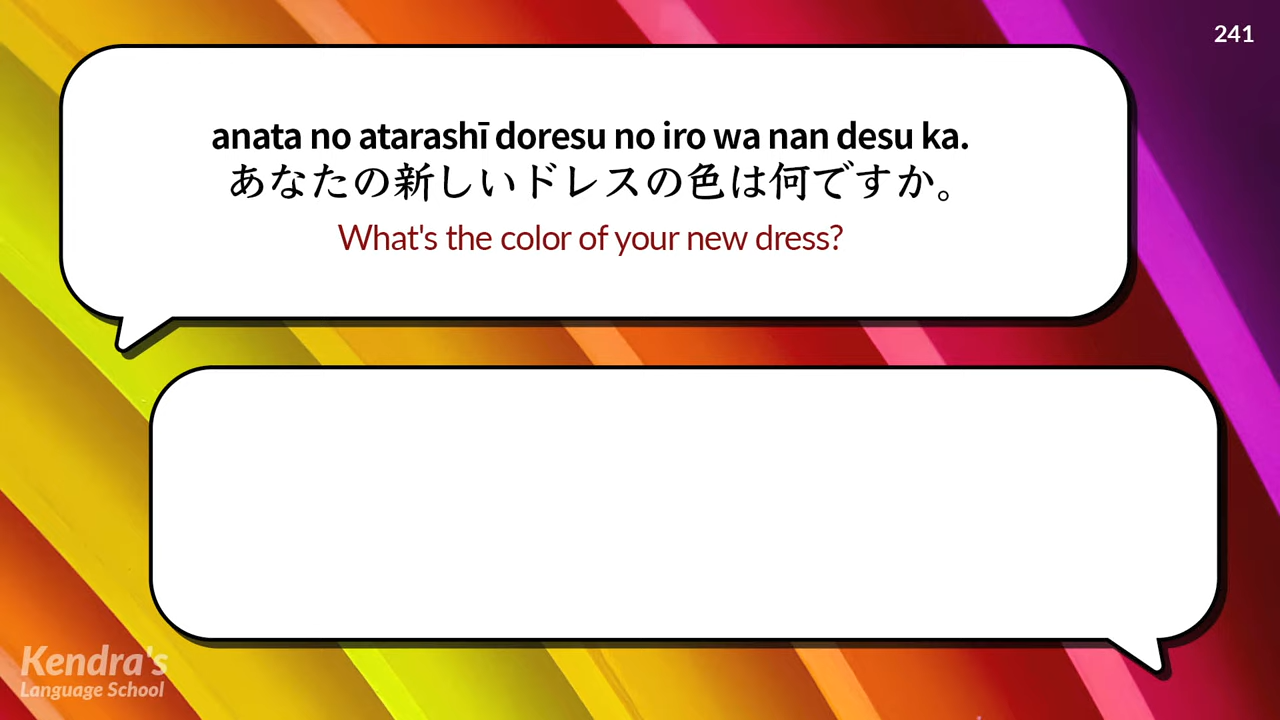 241
anata no atarashī doresu no iro wa nan desu ka.
あなたの新しいドレスの色は何ですか。
What's the color of your new dress?
Kendra's
Language School